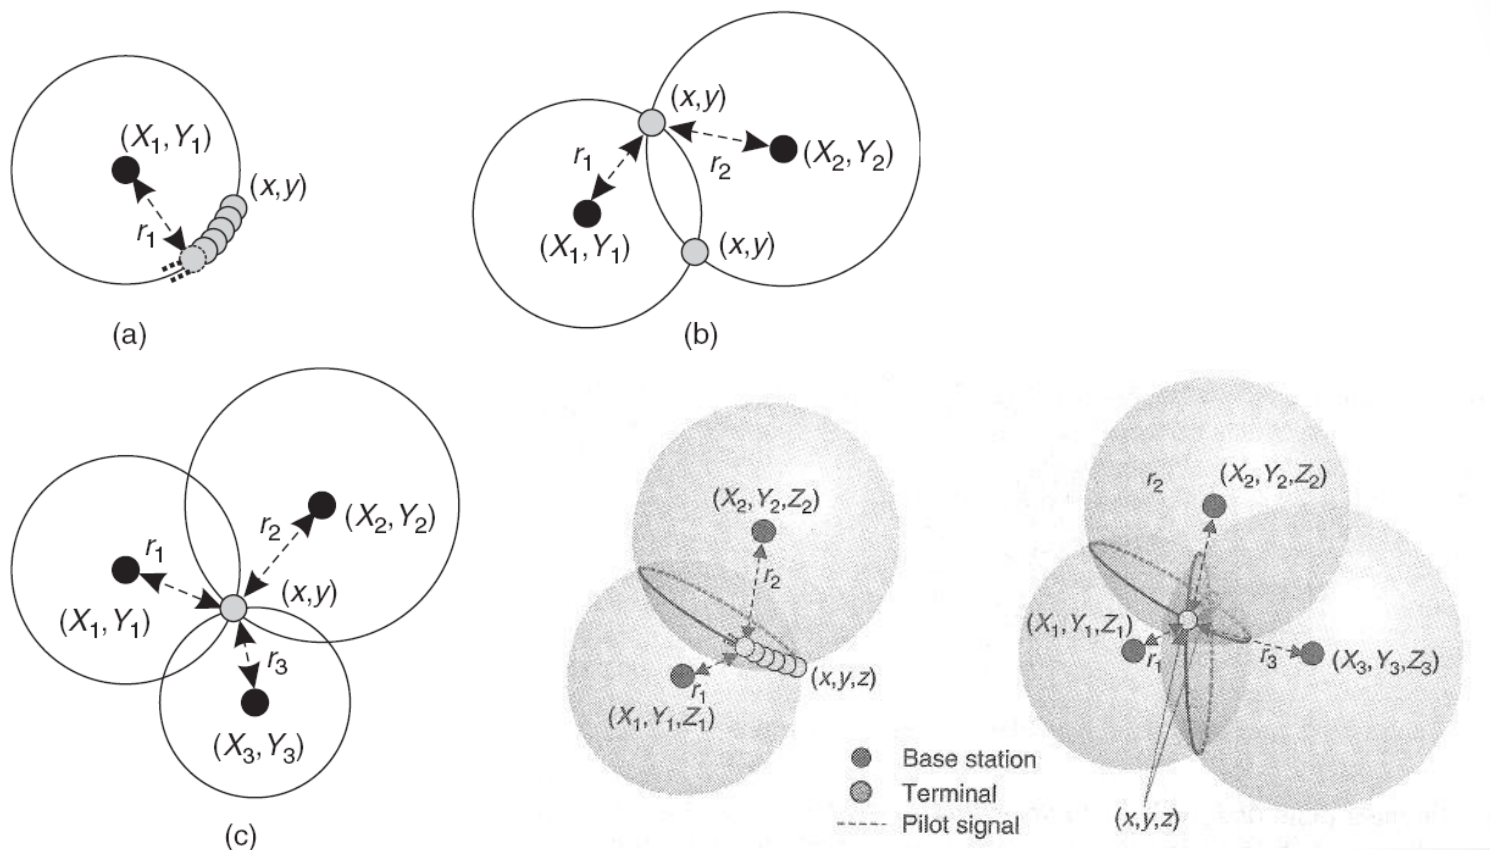 (X₁,Y₁)
(x,y)
r₁
(a)
(x,y)
r₁
r₂
(X₂,Y₂)
(X₁,Y₁)
(x,y)
(b)
r₁
r₂
(X₂,Y₂)
(X₁,Y₁)
(x,y)
r₃
(X₃,Y₃)
(c)
(X₂,Y₂,Z₂)
r₂
r₁
(x,y,z)
(X₁,Y₁,Z₁)
r₂
(X₂,Y₂,Z₂)
(X₁,Y₁,Z₁)
r₁
r₃
(X₃,Y₃,Z₃)
(x,y,z)
Base station
Terminal
Pilot signal